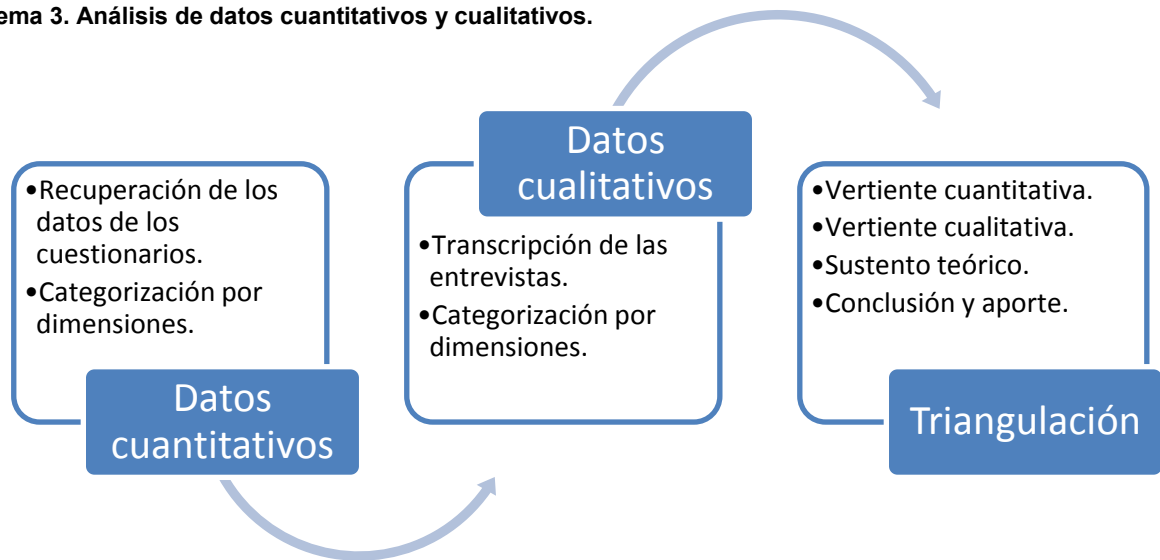 ema 3. Análisis de datos cuantitativos y cualitativos.
•Recuperación de los
datos de los
cuestionarios.
•Categorización por
dimensiones.
Datos
cuantitativos
Datos
cualitativos
•Transcripción de las
entrevistas.
•Categorización por
dimensiones.
•Vertiente cuantitativa.
•Vertiente cualitativa.
•Sustento teórico.
•Conclusión y aporte.
Triangulación